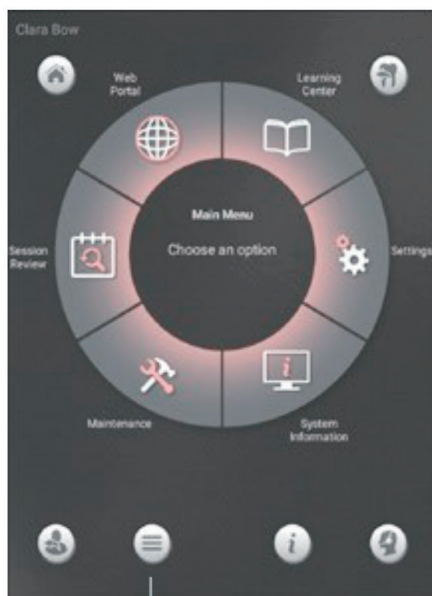 Clara Bow
Web
Portal
Learning
Center
Session
Review
Main Menu
Choose an option
Settings
Maintenance
System
Information